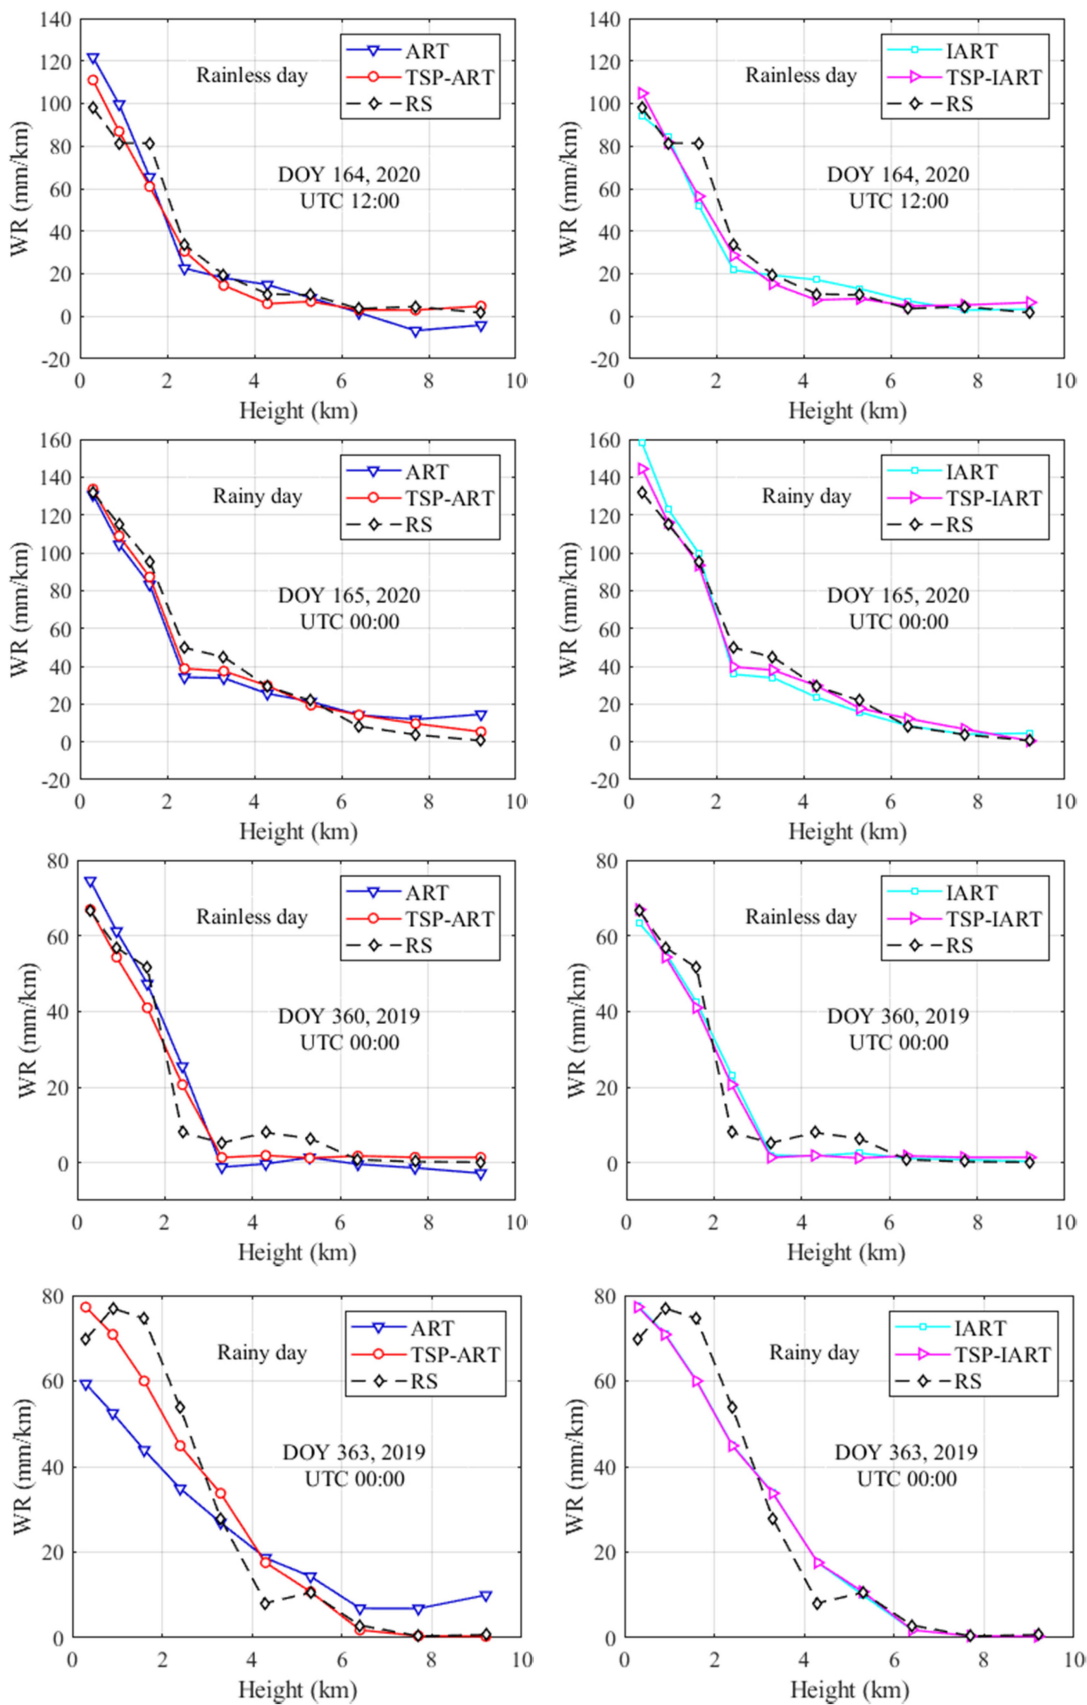 140
120
100
80
60
40
20
0
-20
WR (mm/km)
0 2 4 6 8 10
Height (km)
Rainless day
ART
TSP-ART
RS
DOY 164, 2020
UTC 12:00
140
120
100
80
60
40
20
0
-20
WR (mm/km)
0 2 4 6 8 10
Height (km)
Rainless day
IART
TSP-IART
RS
DOY 164, 2020
UTC 12:00
160
140
120
100
80
60
40
20
0
-20
WR (mm/km)
0 2 4 6 8 10
Height (km)
Rainy day
ART
TSP-ART
RS
DOY 165, 2020
UTC 00:00
160
140
120
100
80
60
40
20
0
-20
WR (mm/km)
0 2 4 6 8 10
Height (km)
Rainy day
IART
TSP-IART
RS
DOY 165, 2020
UTC 00:00
80
60
40
20
0
WR (mm/km)
0 2 4 6 8 10
Height (km)
Rainless day
ART
TSP-ART
RS
DOY 360, 2019
UTC 00:00
80
60
40
20
0
WR (mm/km)
0 2 4 6 8 10
Height (km)
Rainless day
IART
TSP-IART
RS
DOY 360, 2019
UTC 00:00
80
60
40
20
0
WR (mm/km)
0 2 4 6 8 10
Height (km)
Rainy day
ART
TSP-ART
RS
DOY 363, 2019
UTC 00:00
80
60
40
20
0
WR (mm/km)
0 2 4 6 8 10
Height (km)
Rainy day
IART
TSP-IART
RS
DOY 363, 2019
UTC 00:00